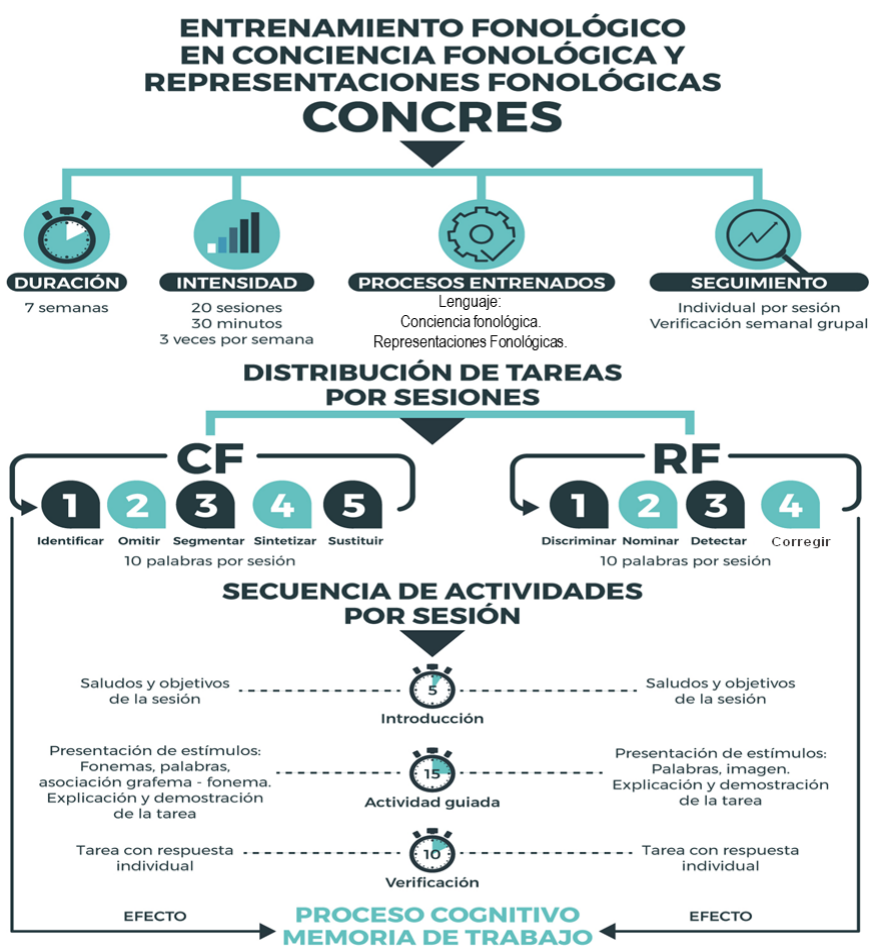 ENTRENAMIENTO FONOLÓGICO
EN CONCIENCIA FONOLÓGICA Y
REPRESENTACIONES FONOLÓGICAS
CONCRES
DURACIÓN
7 semanas
INTENSIDAD
20 sesiones
30 minutos
3 veces por semana
PROCESOS ENTRENADOS
Lenguaje:
Conciencia fonológica.
Representaciones Fonológicas.
SEGUIMIENTO
Individual por sesión
Verificación semanal grupal
DISTRIBUCIÓN DE TAREAS
POR SESIONES
CF
1
2
3
4
5
Identificar
Omitir
Segmentar
Sintetizar
Sustituir
10 palabras por sesión
RF
1
2
3
4
Discriminar
Nominar
Detectar
Corregir
10 palabras por sesión
SECUENCIA DE ACTIVIDADES
POR SESIÓN
Saludos y objetivos
de la sesión
5
Introducción
Saludos y objetivos
de la sesión
Presentación de estímulos:
Fonemas, palabras,
asociación grafema - fonema.
Explicación y demostración
de la tarea
15
Actividad guiada
Presentación de estímulos:
Palabras, imagen.
Explicación y demostración
de la tarea
Tarea con respuesta
individual
10
Verificación
Tarea con respuesta
individual
EFECTO
PROCESO COGNITIVO
MEMORIA DE TRABAJO
EFECTO